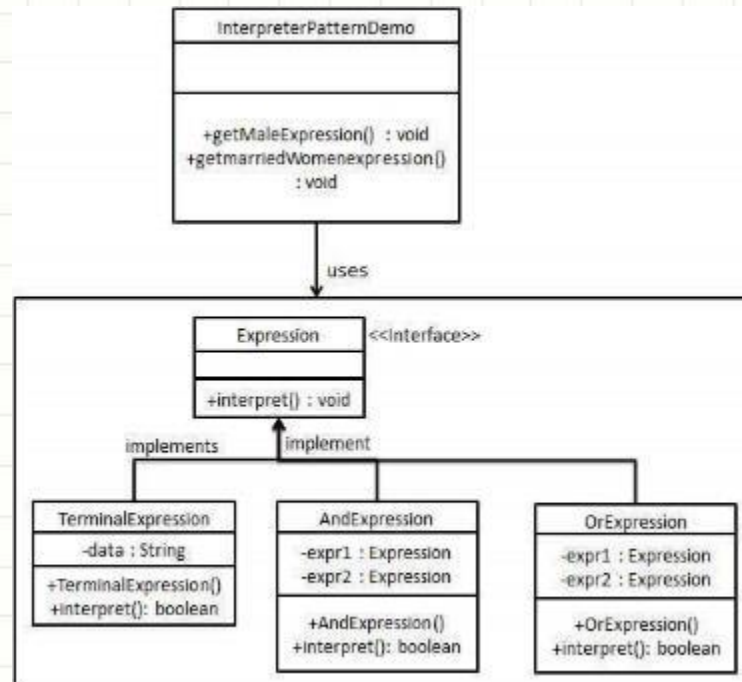 InterpreterPatternDemo
+getMaleExpression() : void
+getmarriedWomenexpression()
: void
uses
Expression
<<Interface>>
+interpret() : void
implements
implement
TerminalExpression
-data : String
+TerminalExpression()
+interpret(): boolean
AndExpression
-expr1 : Expression
-expr2 : Expression
+AndExpression()
+interpret(): boolean
OrExpression
-expr1 : Expression
-expr2 : Expression
+OrExpression()
+interpret(): boolean